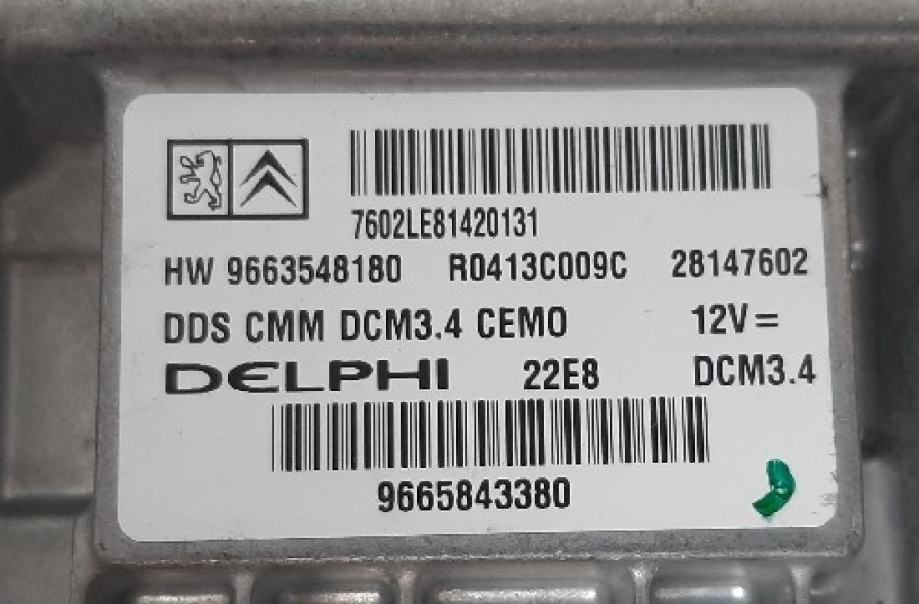 7602LE81420131
HW 9663548180 R0413C009C 28147602
DDS CMM DCM3.4 CEMO 12V=
DELPHI 22E8 DCM3.4
9665843380